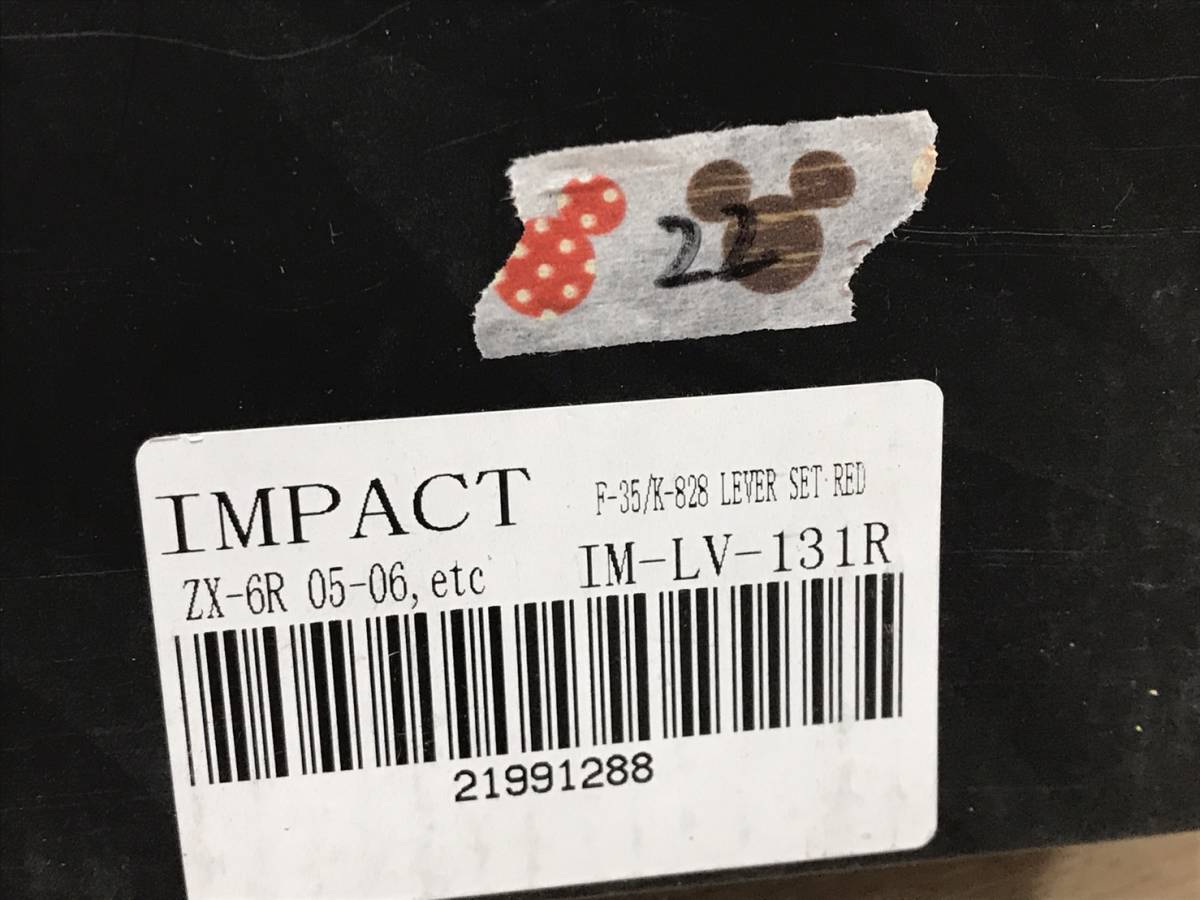 22
IMPACT
F-35/K-828 LEVER SET RED
ZX-6R 05-06, etc
IM-LV-131R
21991288